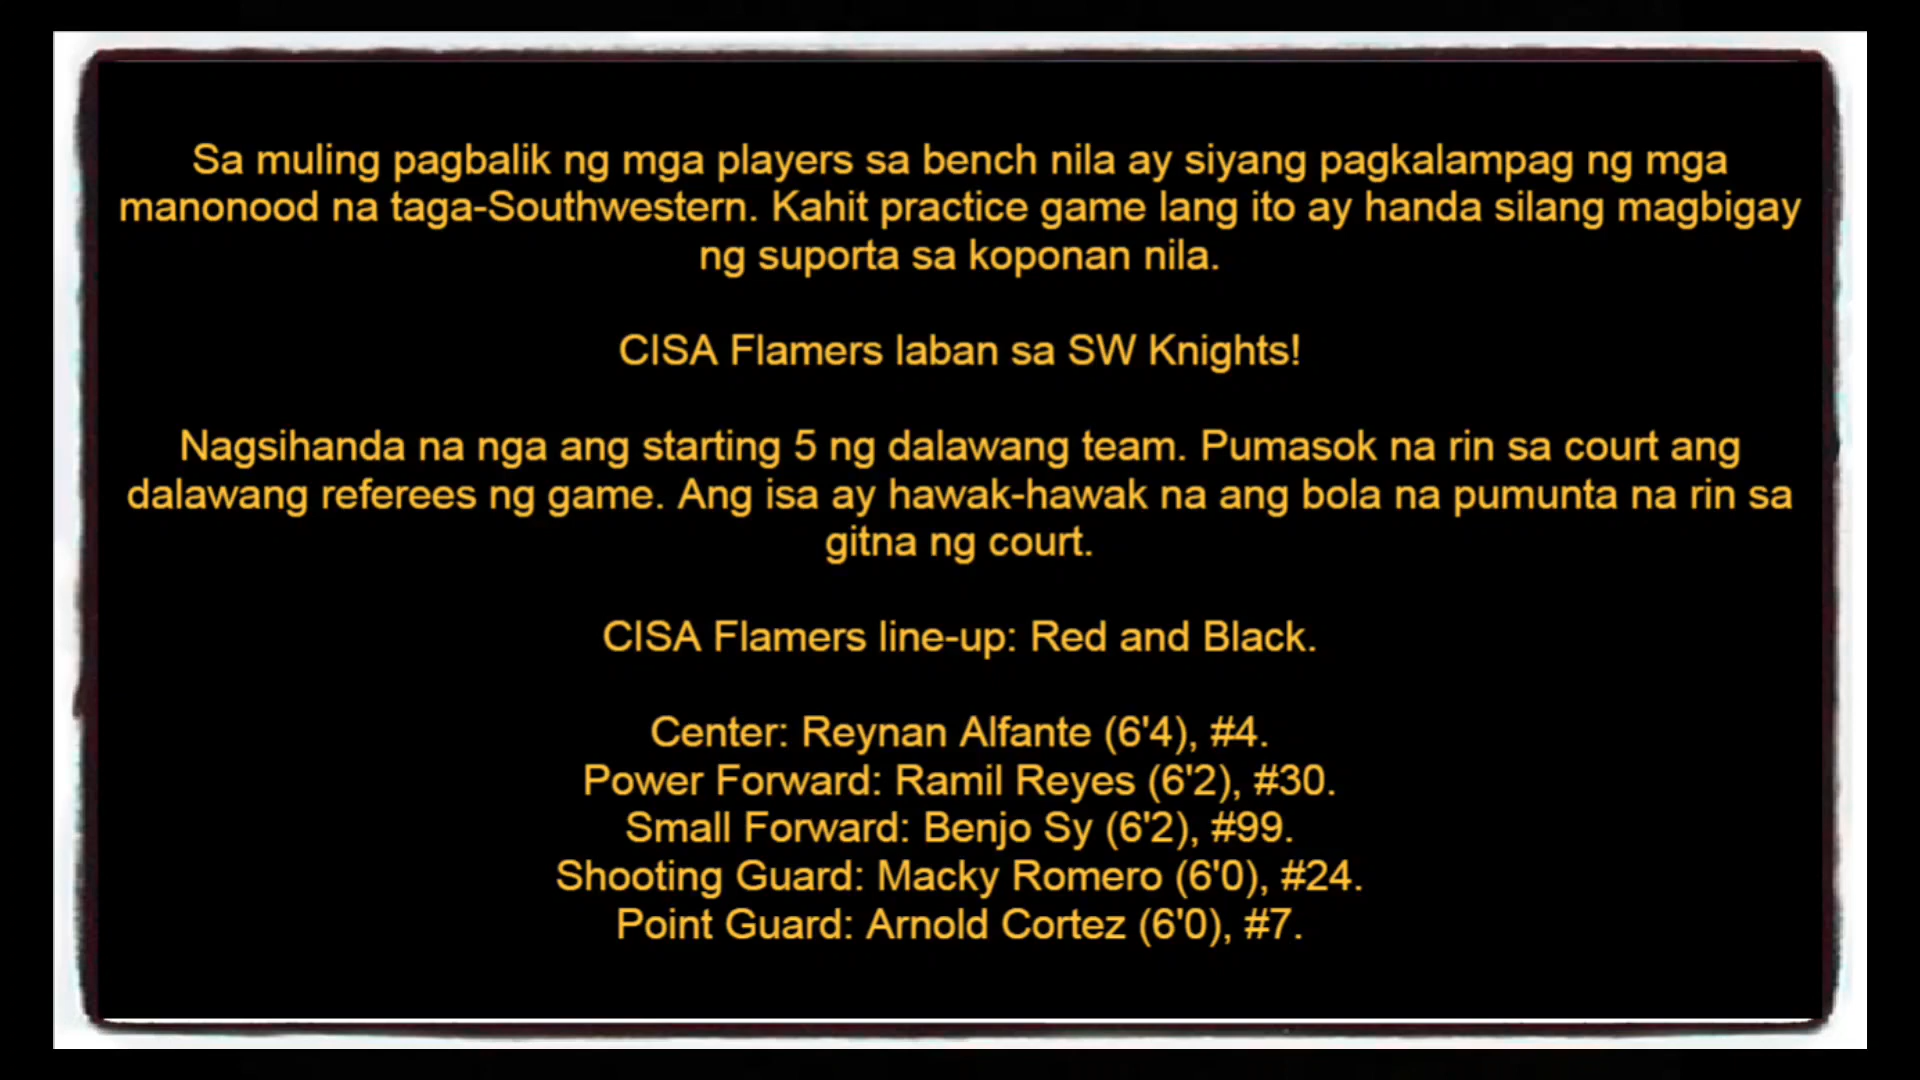 Sa muling pagbalik ng mga players sa bench nila ay siyang pagkalampag ng mga
manonood na taga-Southwestern. Kahit practice game lang ito ay handa silang magbigay
ng suporta sa koponan nila.
CISA Flamers laban sa SW Knights!
Nagsihanda na nga ang starting 5 ng dalawang team. Pumasok na rin sa court ang
dalawang referees ng game. Ang isa ay hawak-hawak na ang bola na pumunta na rin sa
gitna ng court.
CISA Flamers line-up: Red and Black.
Center: Reynan Alfante (6'4), #4.
Power Forward: Ramil Reyes (6'2), #30.
Small Forward: Benjo Sy (6'2), #99.
Shooting Guard: Macky Romero (6'0), #24.
Point Guard: Arnold Cortez (6'0), #7.